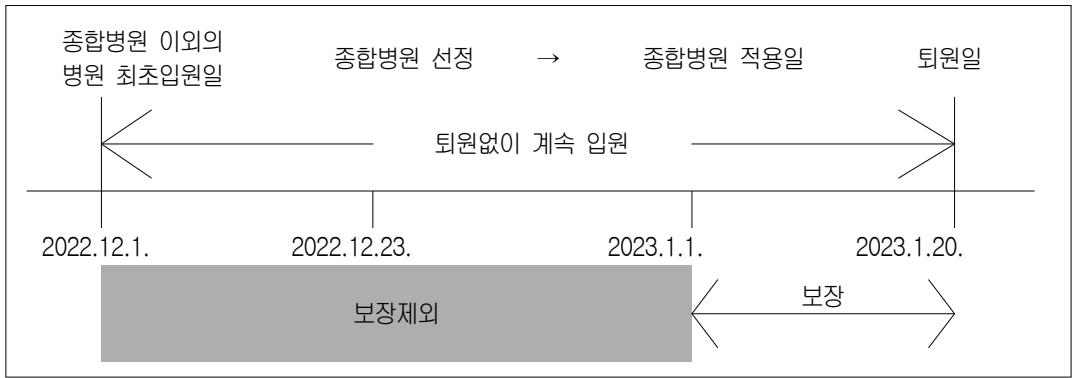 종합병원 이외의
병원 최초입원일
종합병원 선정 → 종합병원 적용일 퇴원일
퇴원없이 계속 입원
2022.12.1. 2022.12.23. 2023.1.1. 2023.1.20.
보장제외
보장